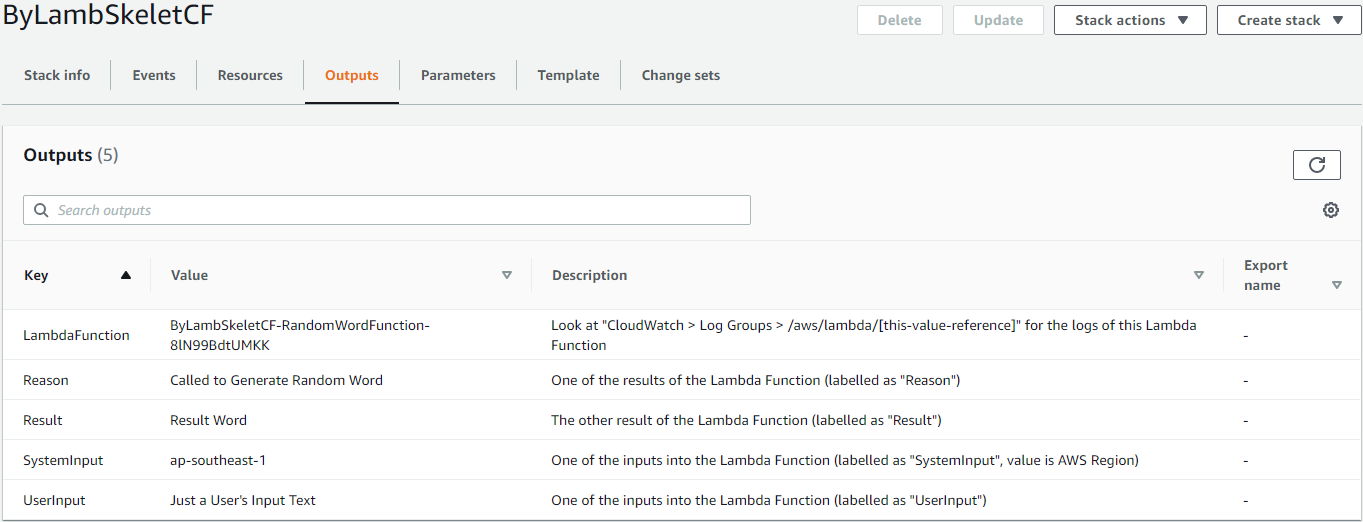 ByLambSkeletCF
Delete
Update
Stack actions
Create stack
Stack info
Events
Resources
Outputs
Parameters
Template
Change sets
Outputs (5)
Search outputs
Key
Value
Description
Export
name
LambdaFunction
ByLambSkeletCF-RandomWordFunction-
8lN99BdtUMKK
Look at "CloudWatch > Log Groups > /aws/lambda/[this-value-reference]" for the logs of this Lambda
Function
-
Reason
Called to Generate Random Word
One of the results of the Lambda Function (labelled as "Reason")
-
Result
Result Word
The other result of the Lambda Function (labelled as "Result")
-
SystemInput
ap-southeast-1
One of the inputs into the Lambda Function (labelled as "SystemInput", value is AWS Region)
-
UserInput
Just a User's Input Text
One of the inputs into the Lambda Function (labelled as "UserInput")
-